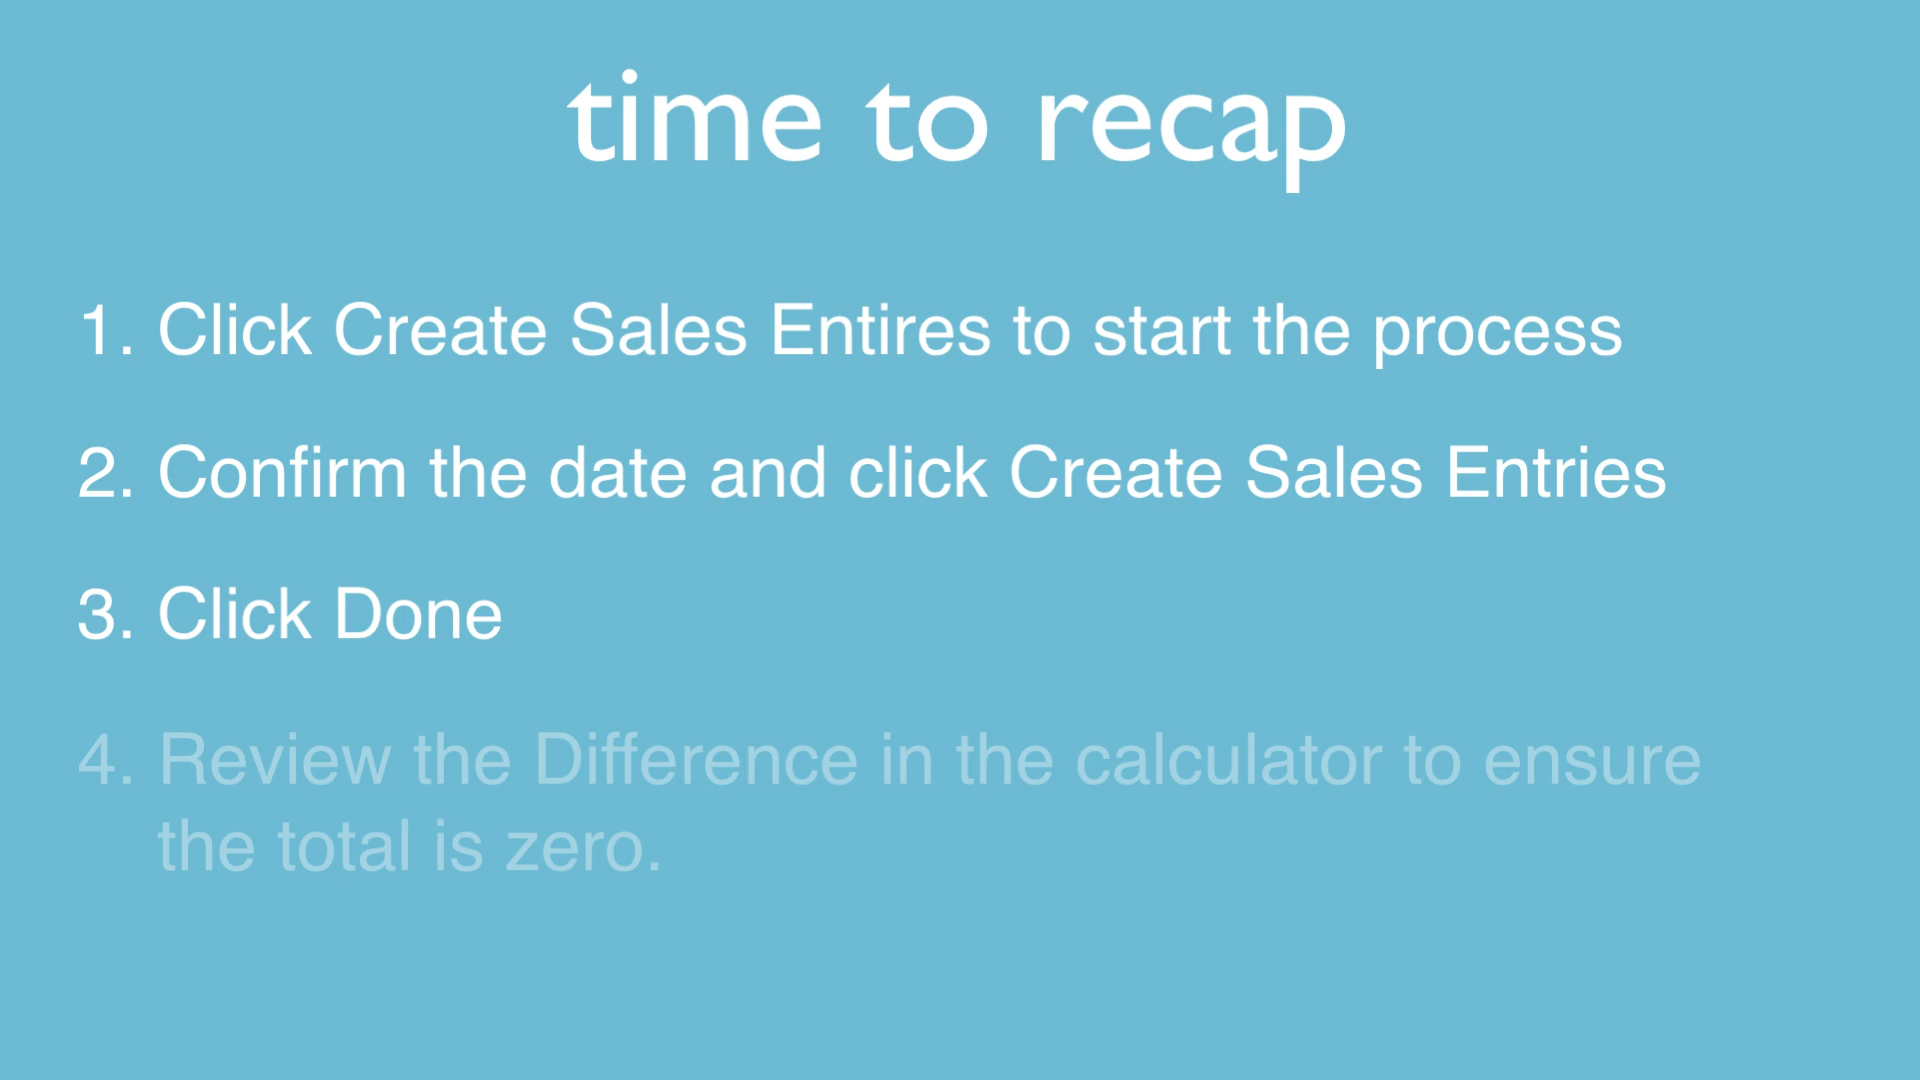 time to recap
1. Click Create Sales Entires to start the process
2. Confirm the date and click Create Sales Entries
3. Click Done
4. Review the Difference in the calculator to ensure
the total is zero.